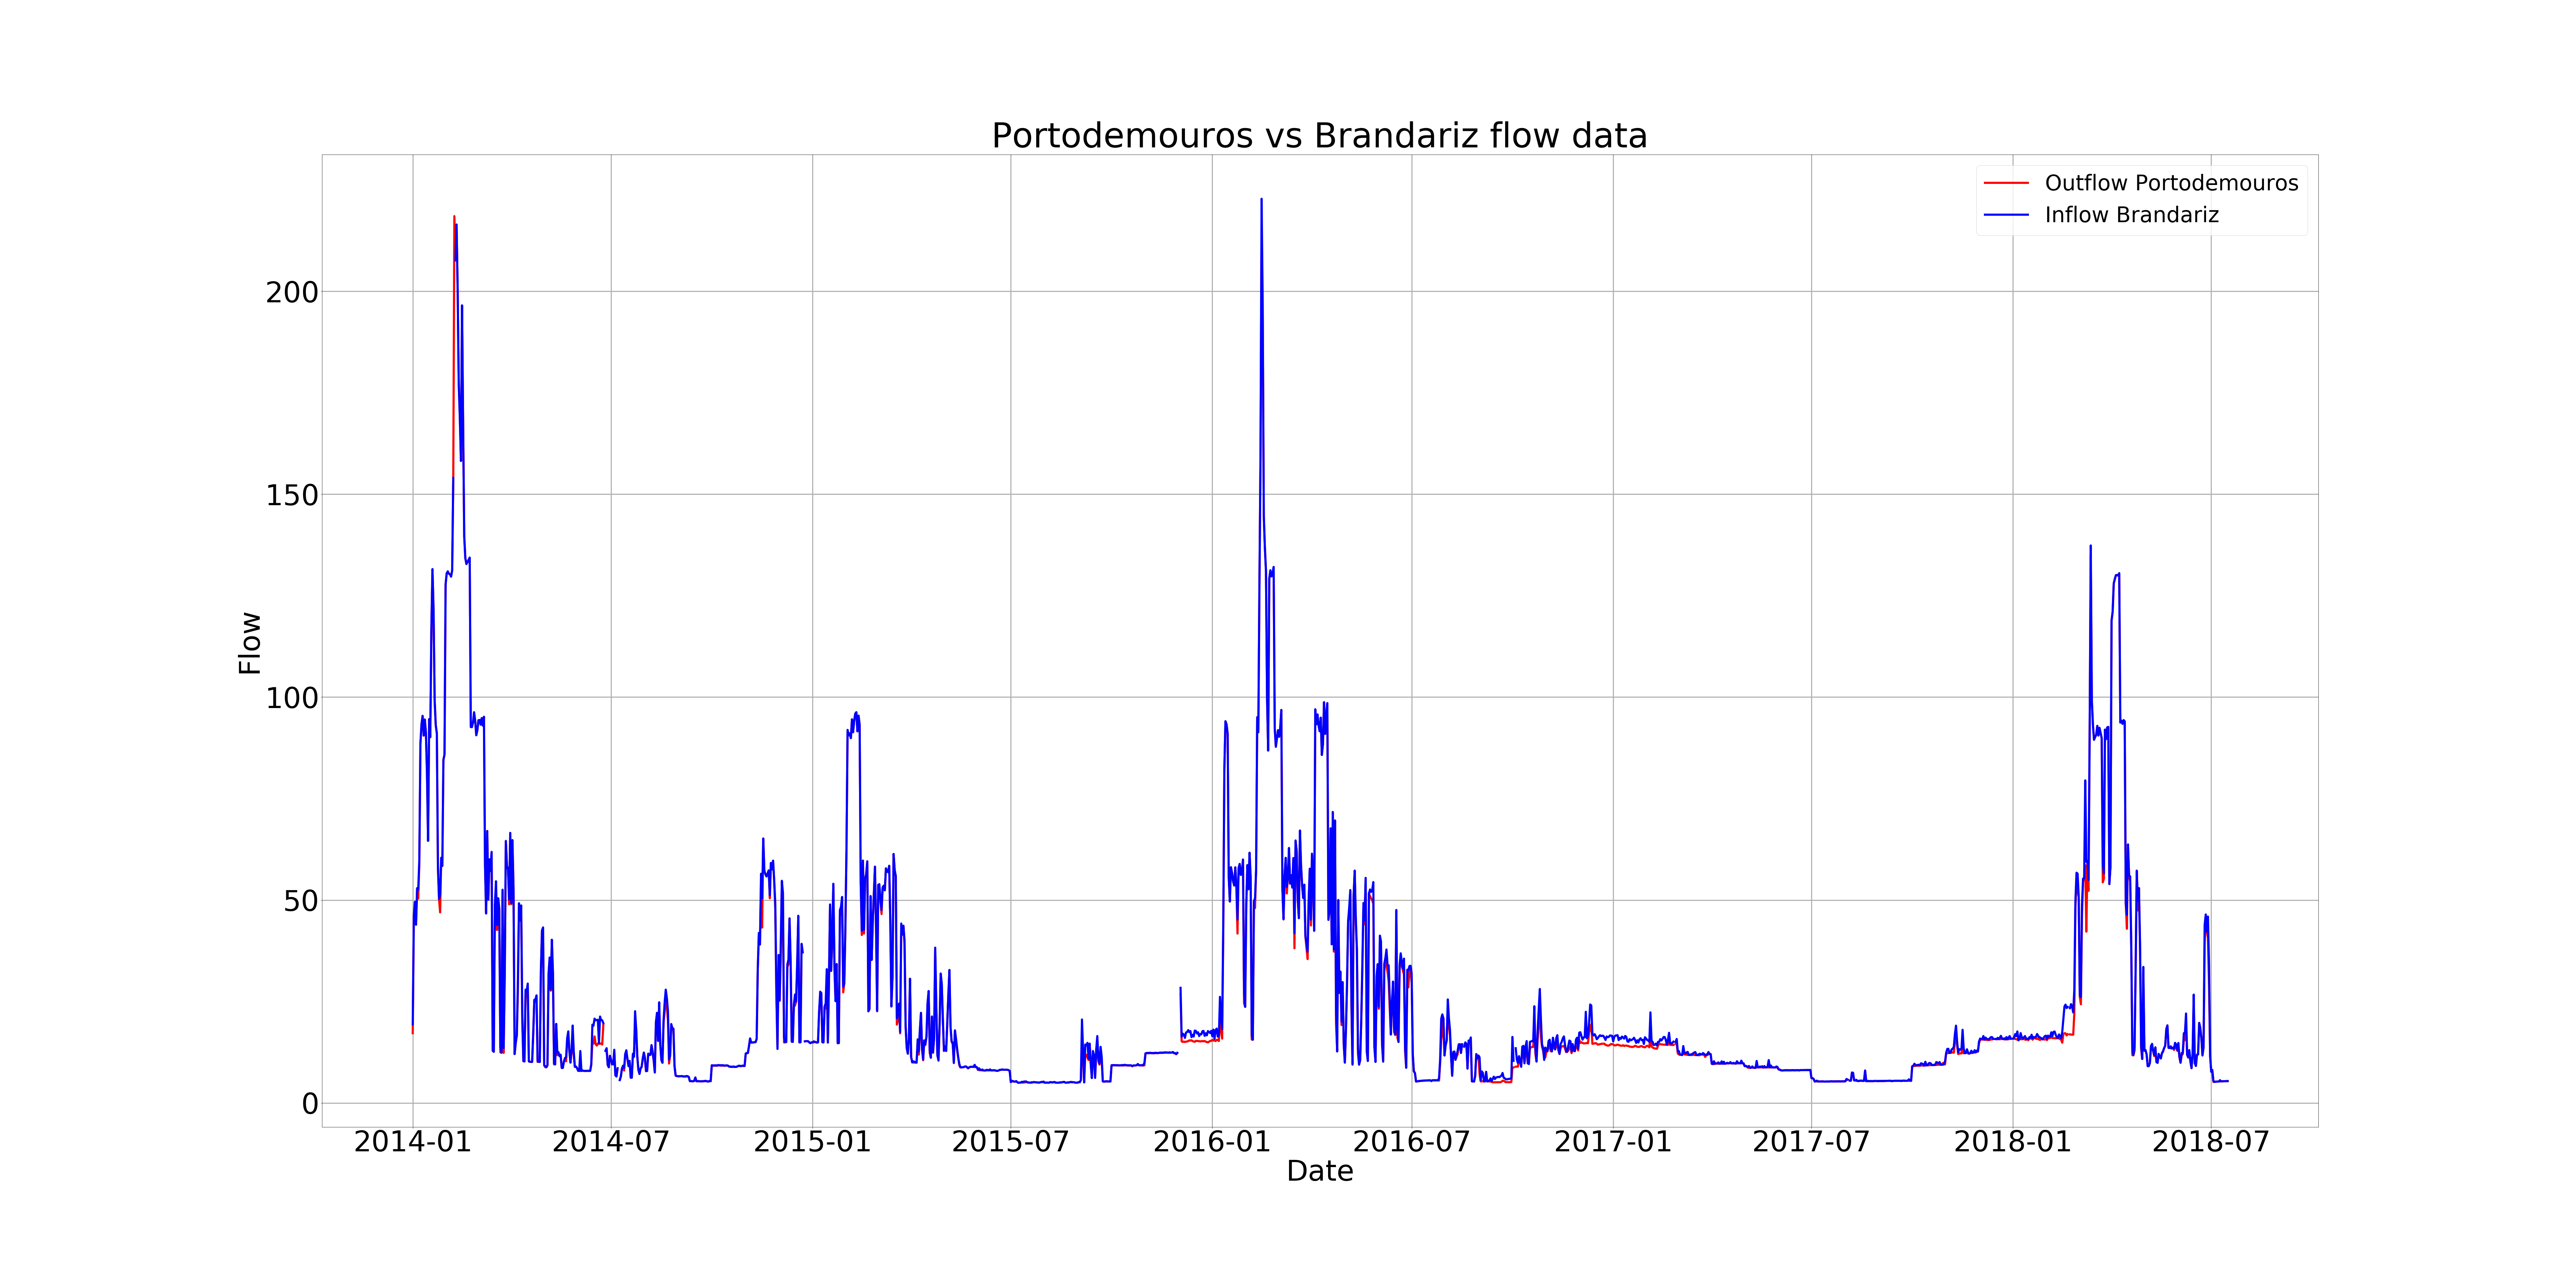 Portodemouros vs Brandariz flow data
Outflow Portodemouros
Inflow Brandariz
200
150
100
50
0
Flow
2014-01 2014-07 2015-01 2015-07 2016-01 2016-07 2017-01 2017-07 2018-01 2018-07
Date